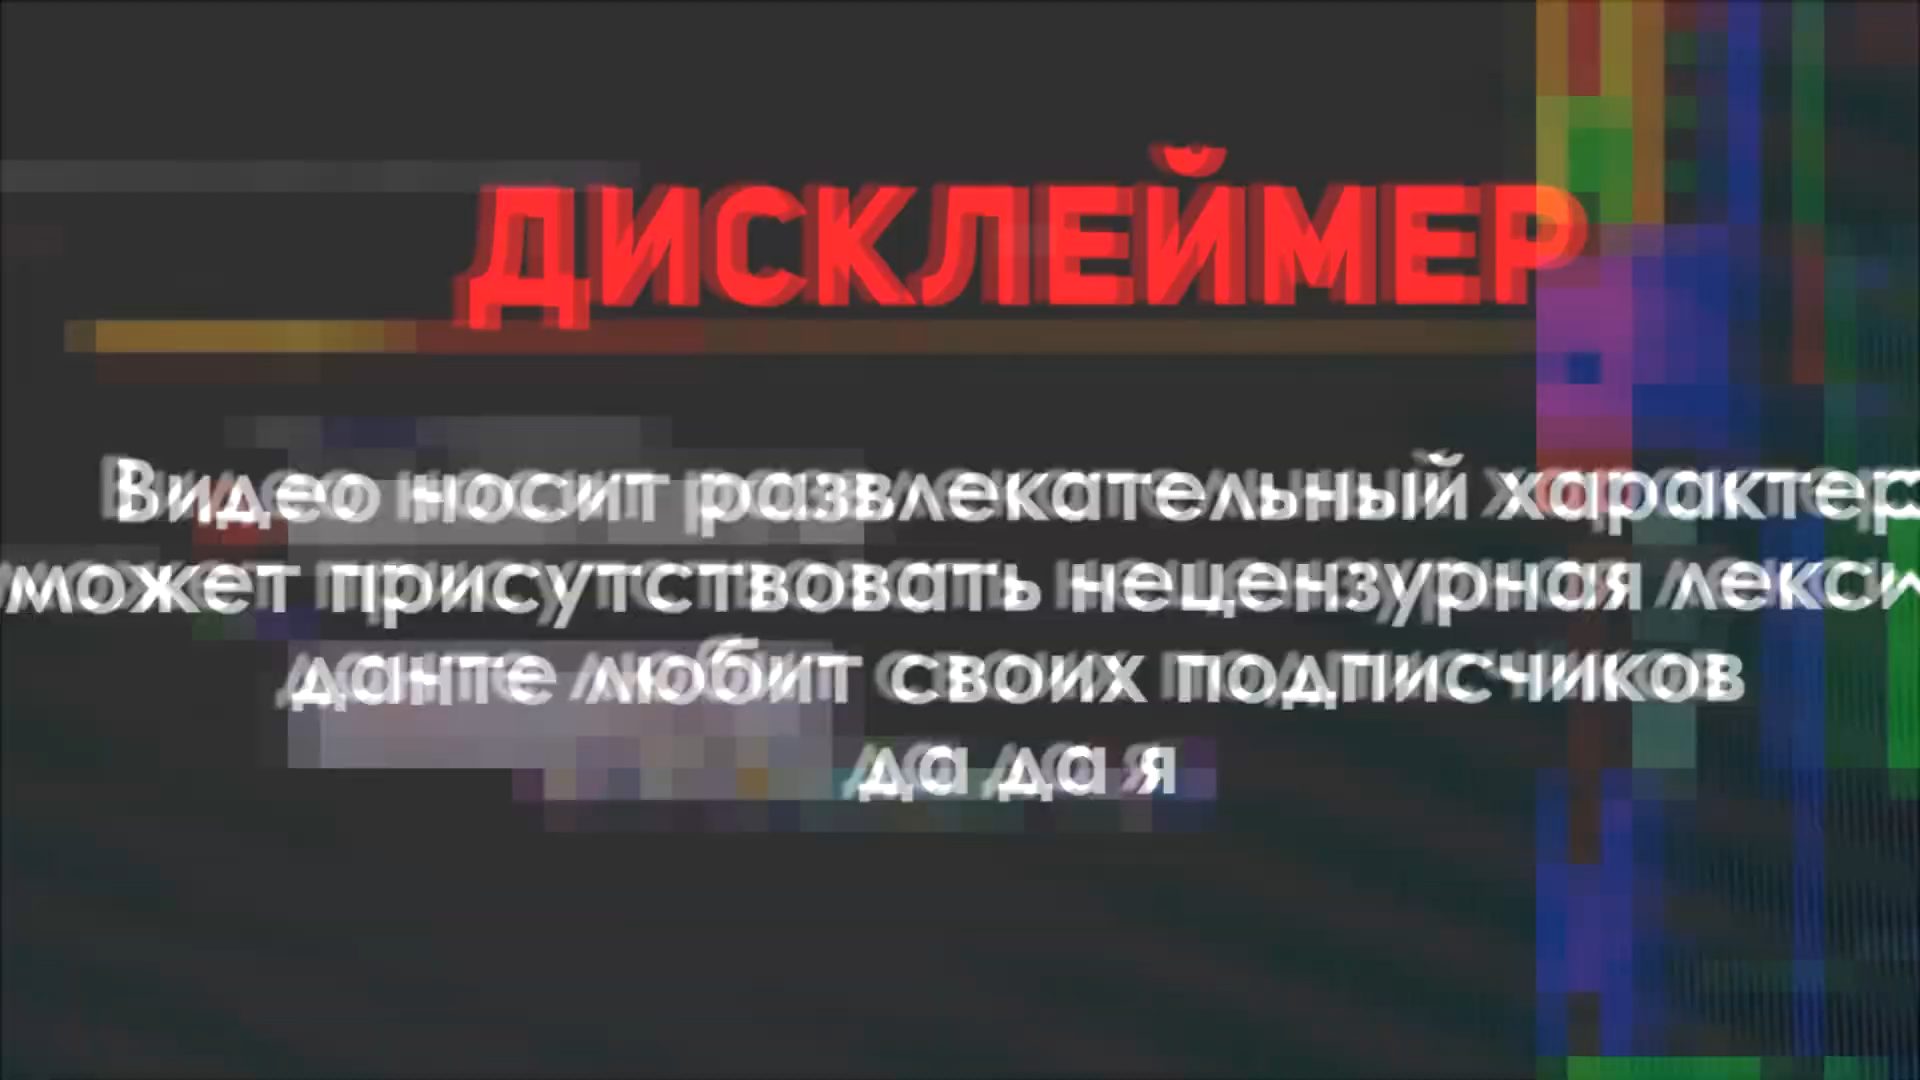 ДИСКЛЕЙМЕР
Видео носит развлекательный характер
может присутствовать нецензурная
данте любит своих подписчиков
да да я